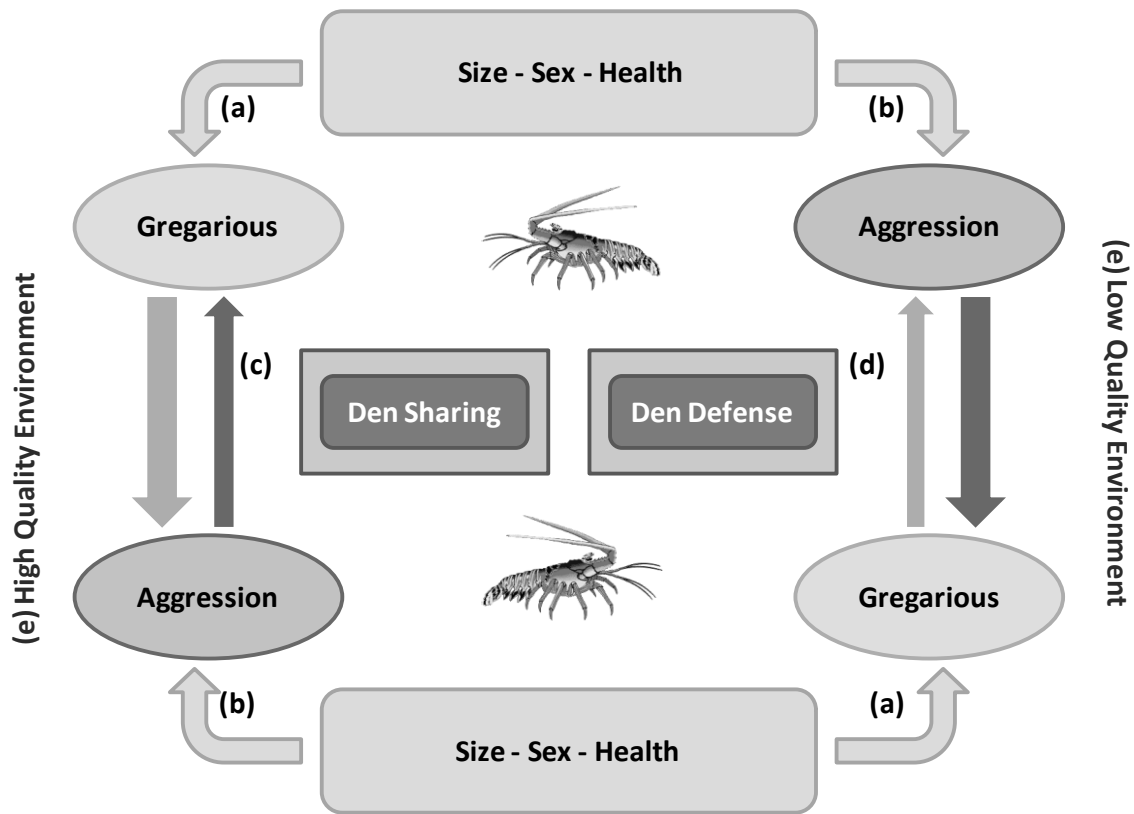 Size - Sex - Health
(a)
(b)
Gregarious
Aggression
(e) High Quality Environment
(e) Low Quality Environment
(c)
(d)
Den Sharing
Den Defense
Aggression
Gregarious
(b)
(a)
Size - Sex - Health